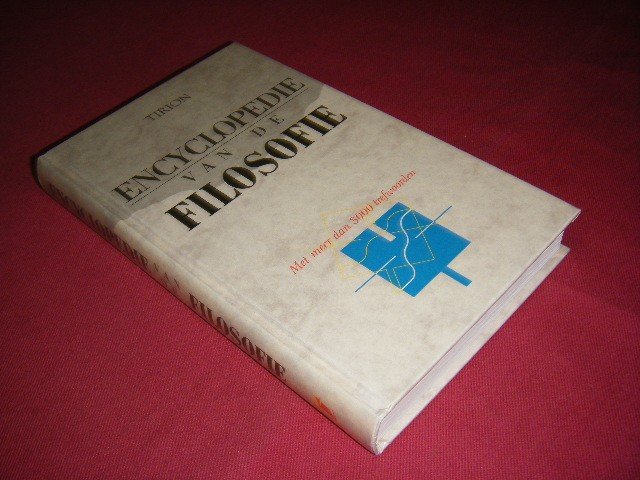 TIRION
ENCYCLOPEDIE
VAN DE
FILOSOFIE
Met meer dan 5000 trefwoorden
ENCYCLOPEDIE VAN DE FILOSOFIE